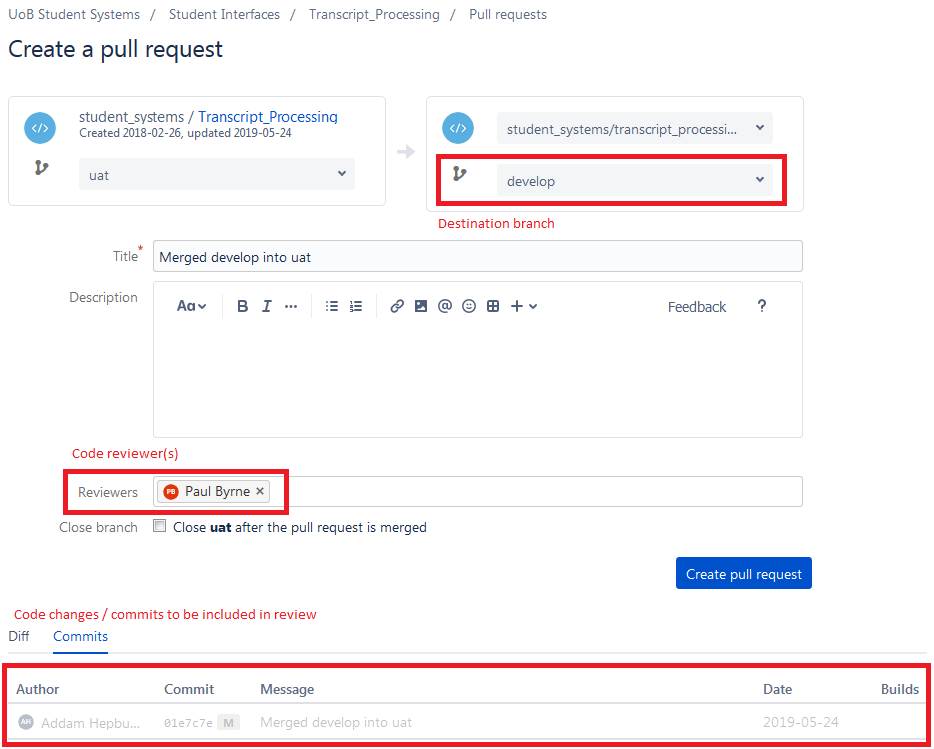 UoB Student Systems / Student Interfaces / Transcript_Processing / Pull requests
Create a pull request
student_systems / Transcript_Processing
Created 2018-02-26, updated 2019-05-24
uat
student_systems/transcript_processi...
develop
Destination branch
Title*
Merged develop into uat
Description
Aa B I ... @ + Feedback ?
Code reviewer(s)
Reviewers PB Paul Byrne ×
Close branch Close uat after the pull request is merged
Create pull request
Code changes / commits to be included in review
Diff Commits
Author Commit Message Date Builds
AH Addam Hepbu... 01e7c7e M Merged develop into uat 2019-05-24